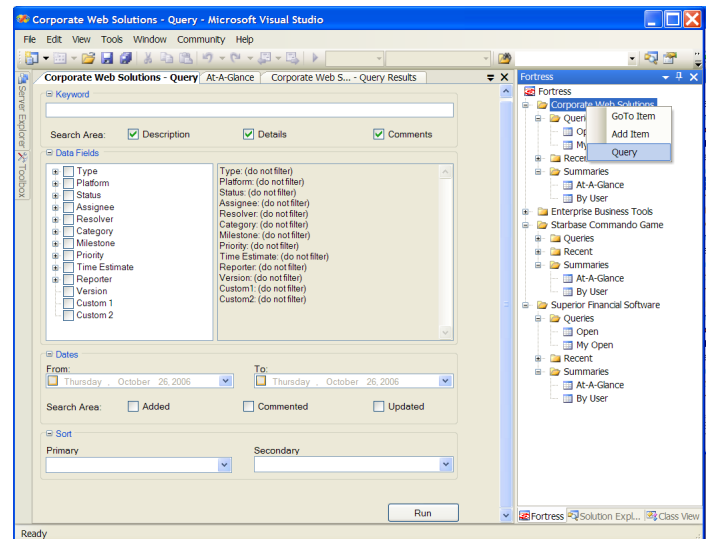 Corporate Web Solutions - Query - Microsoft Visual Studio
File Edit View Tools Window Community Help
Corporate Web Solutions - Query At-A-Glance Corporate Web S... - Query Results
Server Explorer
Toolbox
Keyword
Search Area: Description Details Comments
Data Fields
Type
Platform
Status
Assignee
Resolver
Category
Milestone
Priority
Time Estimate
Reporter
Version
Custom 1
Custom 2
Type: (do not filter)
Platform: (do not filter)
Status: (do not filter)
Assignee: (do not filter)
Resolver: (do not filter)
Category: (do not filter)
Milestone: (do not filter)
Priority: (do not filter)
Time Estimate: (do not filter)
Reporter: (do not filter)
Version: (do not filter)
Custom1: (do not filter)
Custom2: (do not filter)
Dates
From: To:
Thursday , October 26, 2006 Thursday , October 26, 2006
Search Area: Added Commented Updated
Sort
Primary Secondary
Run
Fortress
Fortress
Corporate Web Solutions
Queri
Op
My
Recen
GoTo Item
Add Item
Query
Summaries
At-A-Glance
By User
Enterprise Business Tools
Starbase Commando Game
Queries
Recent
Summaries
At-A-Glance
By User
Superior Financial Software
Queries
Open
My Open
Recent
Summaries
At-A-Glance
By User
Fortress Solution Expl... Class View
Ready